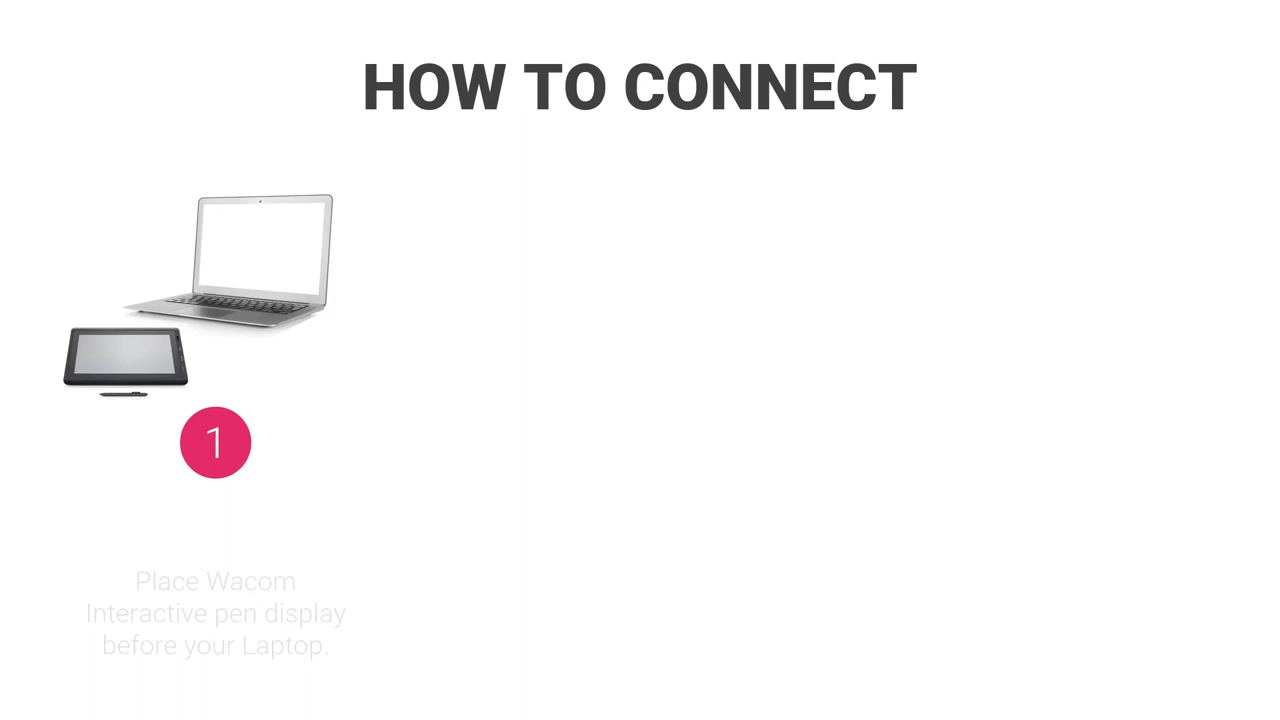 HOW TO CONNECT
1
Place Wacom
Interactive pen display
before your Laptop.